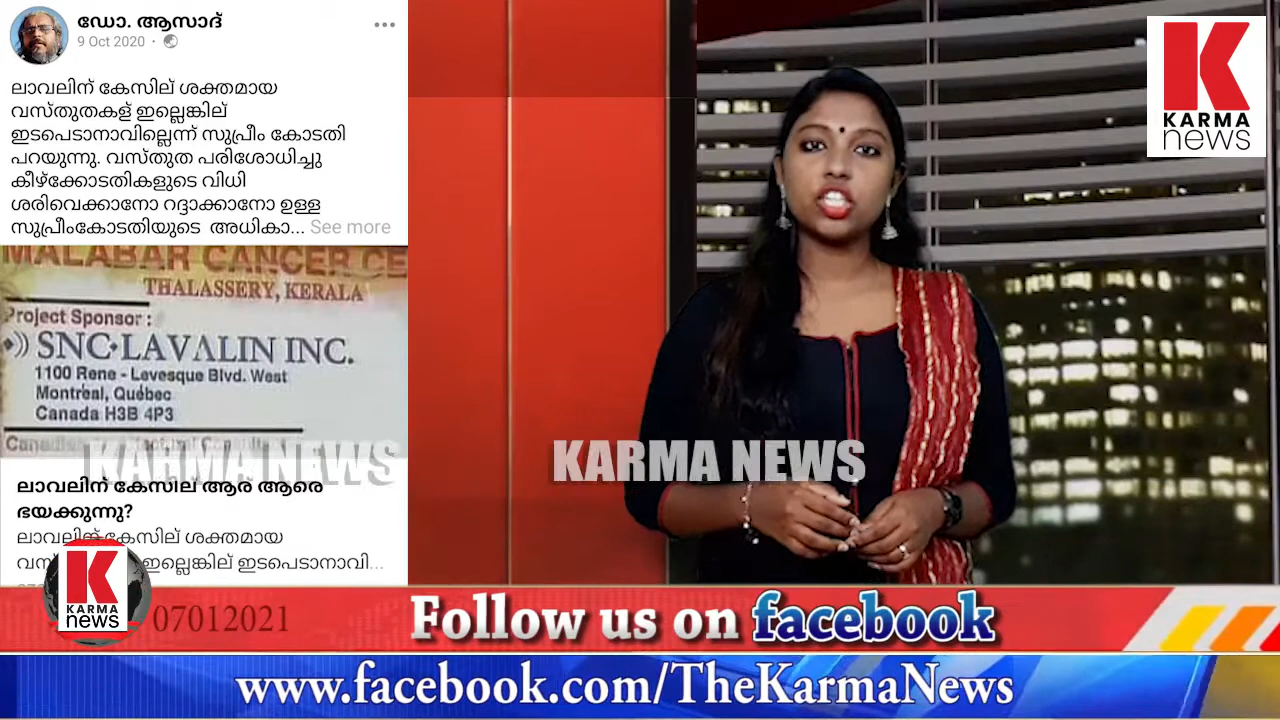 ഡോ. ആസാദ്
9 Oct 2020 ·
ലാവലിന് കേസില് ശക്തമായ
വസ്തുതകള് ഇല്ലെങ്കില്
ഇടപെടാനാവില്ലെന്ന് സുപ്രീം കോടതി
പറയുന്നു. വസ്തുത പരിശോധിച്ചു
കീഴ്ക്കോടതികളുടെ വിധി
ശരിവെക്കാനോ റദ്ദാക്കാനോ ഉള്ള
സുപ്രീംകോടതിയുടെ അധികാ... See more
MALABAR CANCER CE
THALASSERY, KERALA
Project Sponsor :
SNC·LAVALIN INC.
1100 Rene - Levesque Blvd. West
Montreal, Quebec
Canada H3B 4P3
KARMA NEWS
ലാവലിന് കേസില് ആര് ആരെ
ഭയക്കുന്നു?
ലാവലിന് കേസില് ശക്തമായ
ഇല്ലെങ്കില് ഇടപെടാനാവി...
KARMA NEWS
K
KARMA
news
K
KARMA
news
07012021
Follow us on facebook
www.facebook.com/TheKarmaNews